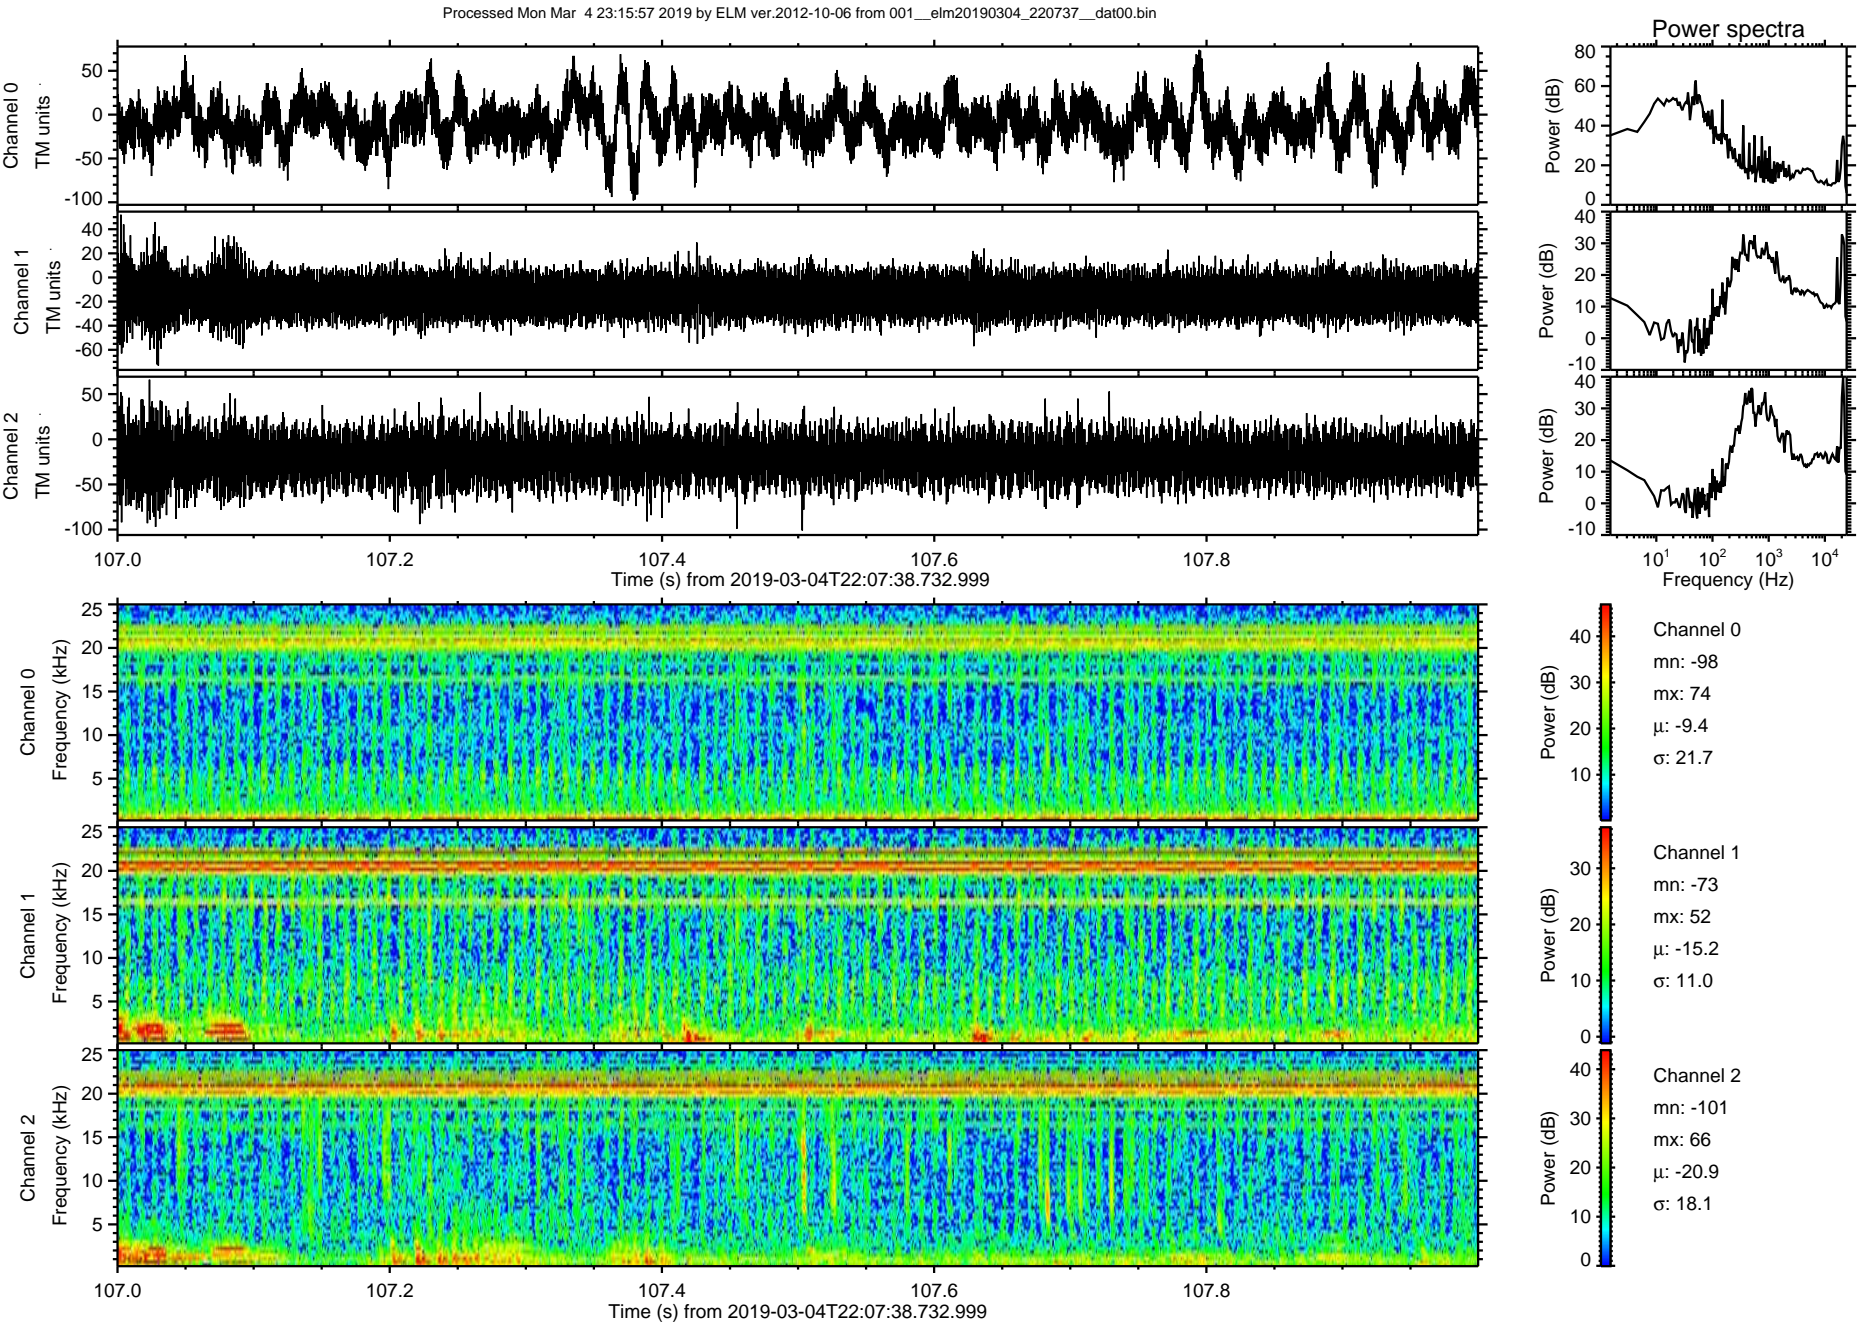 Processed Mon Mar  4 23:15:57 2019 by ELM ver.2012-10-06 from 001__elm20190304_220737__dat00.bin
Power spectra
Channel 0
TM units
50
0
-50
-100
Power (dB)
80
60
40
20
0
Channel 1
TM units
40
20
0
-20
-40
-60
Power (dB)
40
30
20
10
0
-10
Channel 2
TM units
50
0
-50
-100
Power (dB)
40
30
20
10
0
-10
107.0 107.2 107.4 107.6 107.8
Time (s) from 2019-03-04T22:07:38.732.999
10^1 10^2 10^3 10^4
Frequency (Hz)
Channel 0
Frequency (kHz)
25
20
15
10
5
Power (dB)
40
30
20
10
Channel 0
mn: -98
mx: 74
μ: -9.4
σ: 21.7
Channel 1
Frequency (kHz)
25
20
15
10
5
Power (dB)
30
20
10
0
Channel 1
mn: -73
mx: 52
μ: -15.2
σ: 11.0
Channel 2
Frequency (kHz)
25
20
15
10
5
Power (dB)
40
30
20
10
0
Channel 2
mn: -101
mx: 66
μ: -20.9
σ: 18.1
107.0 107.2 107.4 107.6 107.8
Time (s) from 2019-03-04T22:07:38.732.999